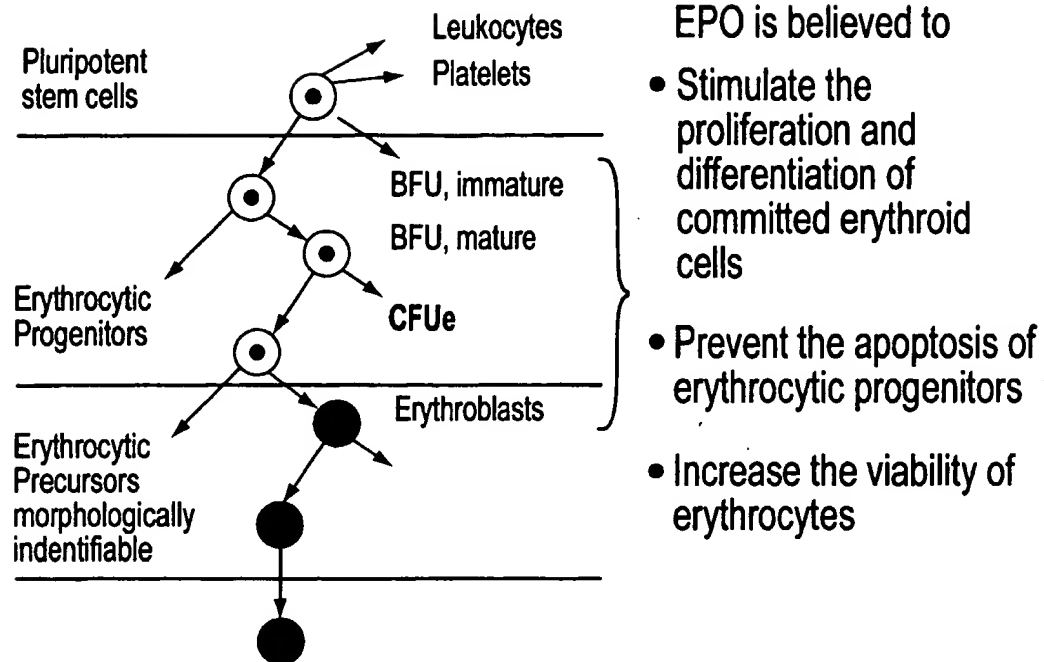 Leukocytes
Platelets
Pluripotent
stem cells
BFU, immature
BFU, mature
Erythrocytic
Progenitors
CFUe
Erythroblasts
Erythrocytic
Precursors
morphologically
indentifiable
EPO is believed to
• Stimulate the
proliferation and
differentiation of
committed erythroid
cells
• Prevent the apoptosis of
erythrocytic progenitors
• Increase the viability of
erythrocytes